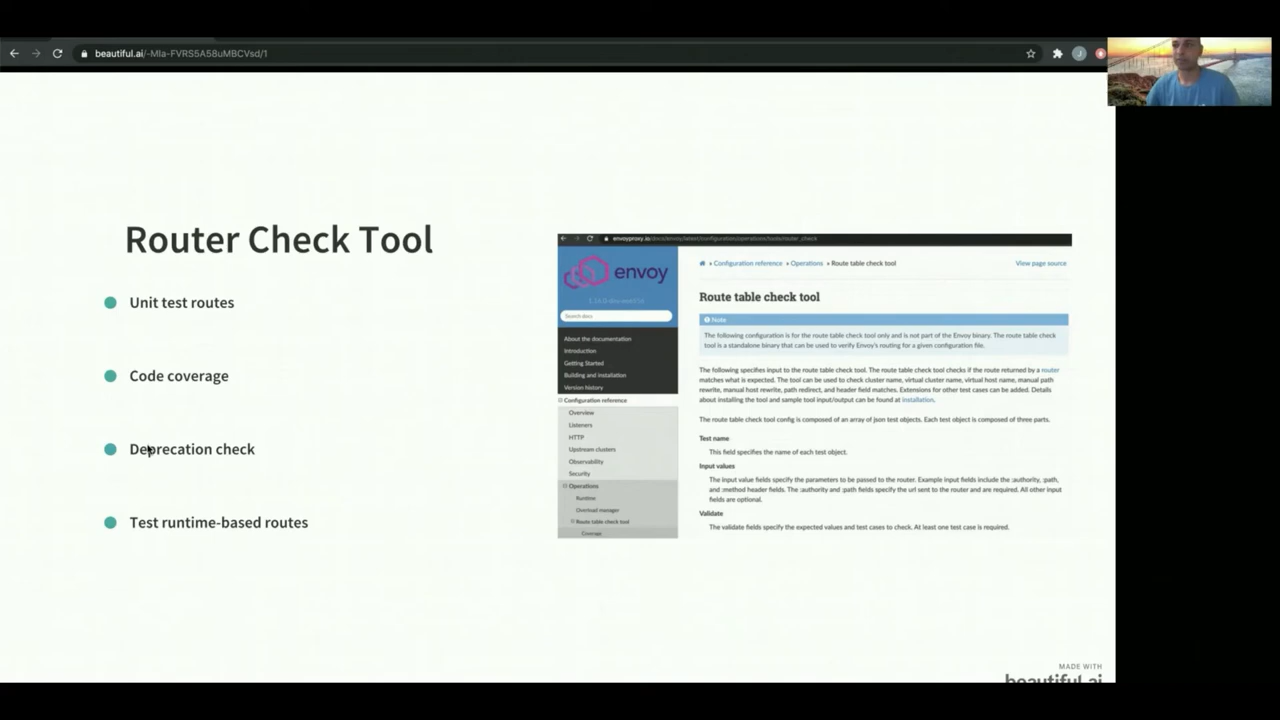 beautiful.ai/-MIa-FVRS5A58uMBCVsd/1
J
Router Check Tool
Unit test routes
Code coverage
Deprecation check
Test runtime-based routes
envoyproxy.io/docs/envoy/latest/configuration/operations/tools/router_check
envoy
Search docs
About the documentation
Introduction
Getting Started
Building and installation
Version history
Configuration reference
Overview
Listeners
HTTP
Upstream clusters
Observability
Security
Operations
Runtime
Overload manager
Route table check tool
Coverage
» Configuration reference » Operations » Route table check tool
View page source
Route table check tool
Note
The following configuration is for the route table check tool only and is not part of the Envoy binary. The route table check
tool is a standalone binary that can be used to verify Envoy's routing for a given configuration file.
The following specifies input to the route table check tool. The route table check tool checks if the route returned by a router
matches what is expected. The tool can be used to check cluster name, virtual cluster name, virtual host name, manual path
rewrite, manual host rewrite, path redirect, and header field matches. Extensions for other test cases can be added. Details
about installing the tool and sample tool input/output can be found at installation.
The route table check tool config is composed of an array of json test objects. Each test object is composed of three parts.
Test name
This field specifies the name of each test object.
Input values
The input value fields specify the parameters to be passed to the router. Example input fields include the :authority, :path,
and :method header fields. The :authority and :path fields specify the url sent to the router and are required. All other input
fields are optional.
Validate
The validate fields specify the expected values and test cases to check. At least one test case is required.
MADE WITH
beautiful.ai